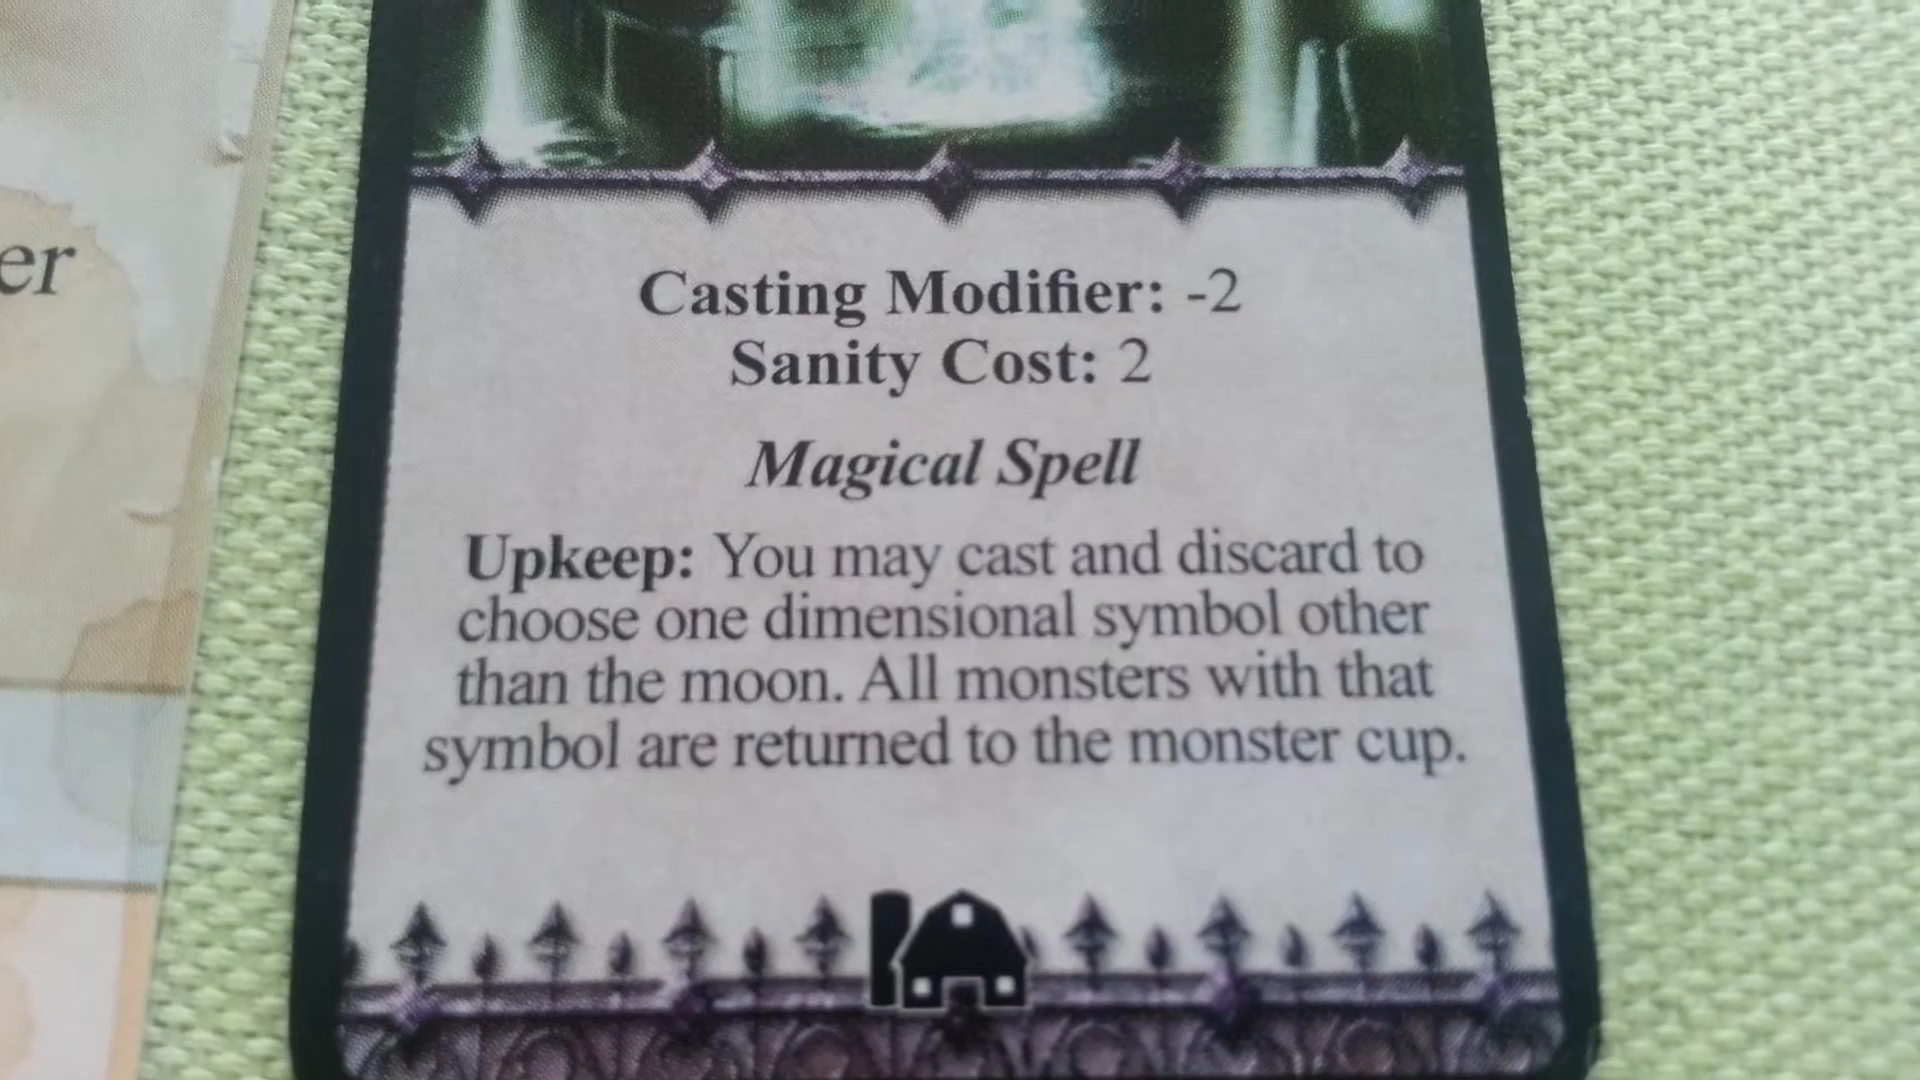 er
Casting Modifier: -2
Sanity Cost: 2
Magical Spell
Upkeep: You may cast and discard to
choose one dimensional symbol other
than the moon. All monsters with that
symbol are returned to the monster cup.